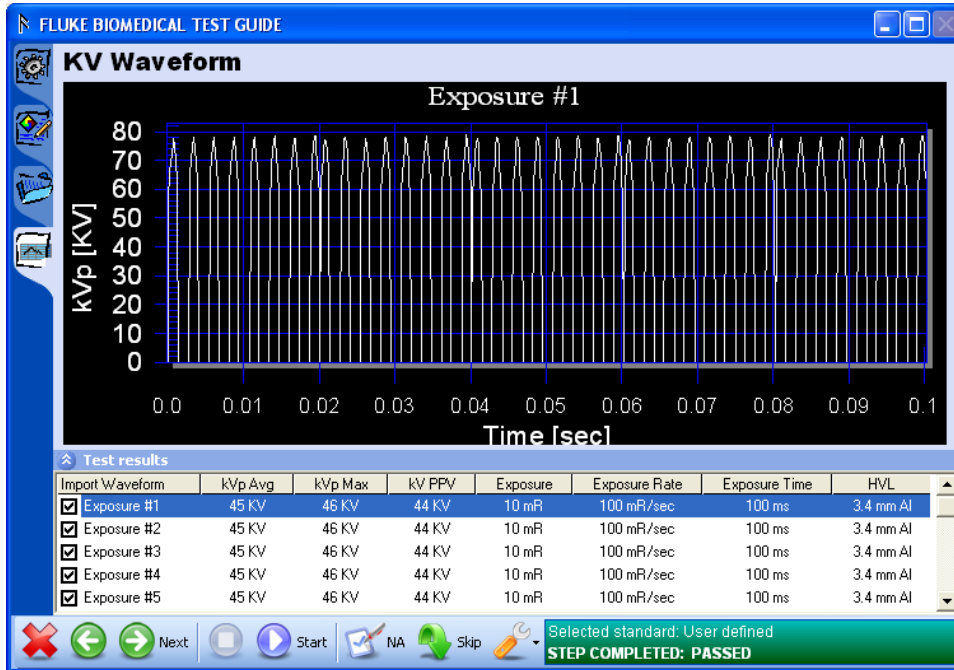 FLUKE BIOMEDICAL TEST GUIDE
KV Waveform
Exposure #1
kVp [KV]
80
70
60
50
40
30
20
10
0
0.0 0.01 0.02 0.03 0.04 0.05 0.06 0.07 0.08 0.09 0.1
Time [sec]
Test results
Import Waveform kVp Avg kVp Max kV PPV Exposure Exposure Rate Exposure Time HVL
Exposure #1 45 KV 46 KV 44 KV 10 mR 100 mR/sec 100 ms 3.4 mm Al
Exposure #2 45 KV 46 KV 44 KV 10 mR 100 mR/sec 100 ms 3.4 mm Al
Exposure #3 45 KV 46 KV 44 KV 10 mR 100 mR/sec 100 ms 3.4 mm Al
Exposure #4 45 KV 46 KV 44 KV 10 mR 100 mR/sec 100 ms 3.4 mm Al
Exposure #5 45 KV 46 KV 44 KV 10 mR 100 mR/sec 100 ms 3.4 mm Al
Next Start NA Skip
Selected standard: User defined
STEP COMPLETED: PASSED